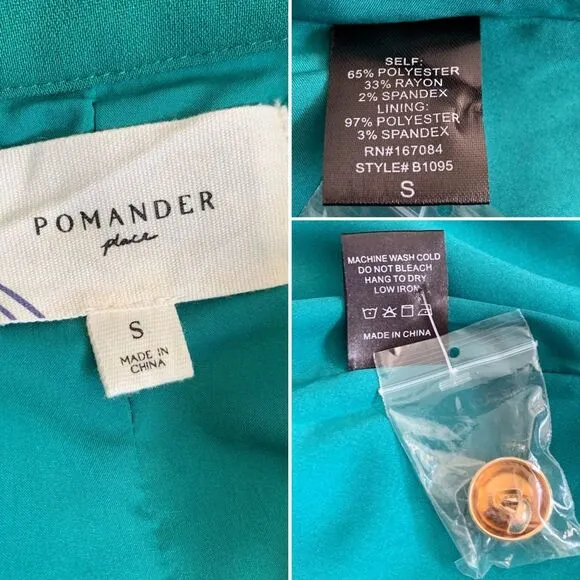 POMANDER
place
S
MADE IN
CHINA
SELF:
65% POLYESTER
33% RAYON
2% SPANDEX
LINING:
97% POLYESTER
3% SPANDEX
RN#167084
STYLE# B1095
S
MACHINE WASH COLD
DO NOT BLEACH
HANG TO DRY
LOW IRON
MADE IN CHINA